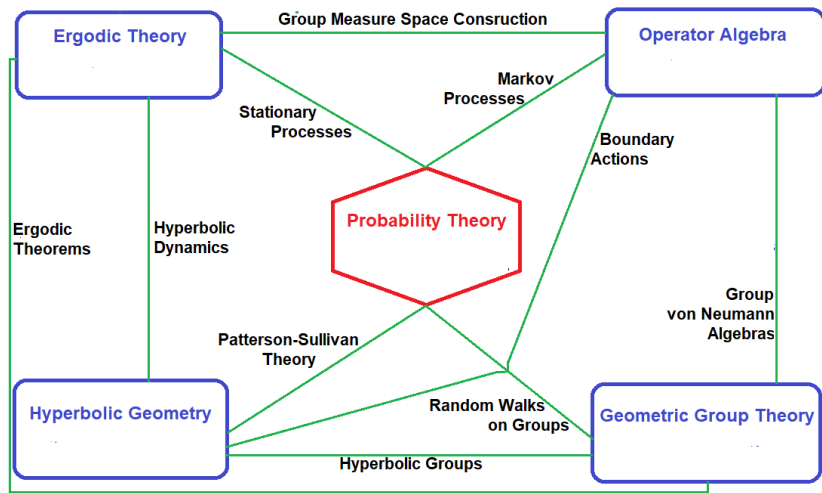 Group Measure Space Consruction
Ergodic Theory
Operator Algebra
Markov
Processes
Stationary
Processes
Boundary
Actions
Probability Theory
Ergodic
Theorems
Hyperbolic
Dynamics
Group
von Neumann
Algebras
Patterson-Sullivan
Theory
Hyperbolic Geometry
Random Walks
on Groups
Geometric Group Theory
Hyperbolic Groups